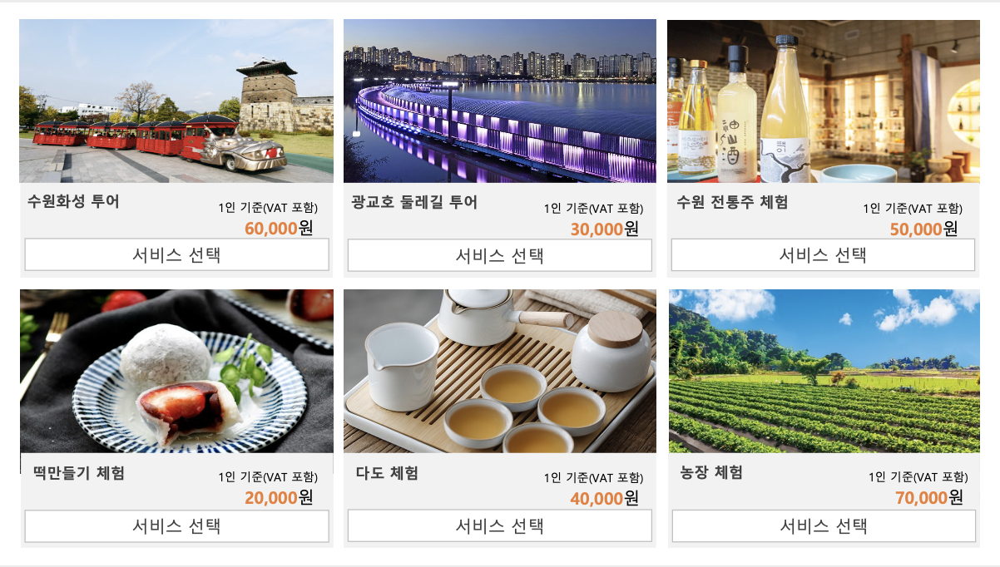 수원화성 투어
1인 기준(VAT 포함)
60,000원
서비스 선택
광교호 둘레길 투어
1인 기준(VAT 포함)
30,000원
서비스 선택
수원 전통주 체험
1인 기준(VAT 포함)
50,000원
서비스 선택
떡만들기 체험
1인 기준(VAT 포함)
20,000원
서비스 선택
다도 체험
1인 기준(VAT 포함)
40,000원
서비스 선택
농장 체험
1인 기준(VAT 포함)
70,000원
서비스 선택